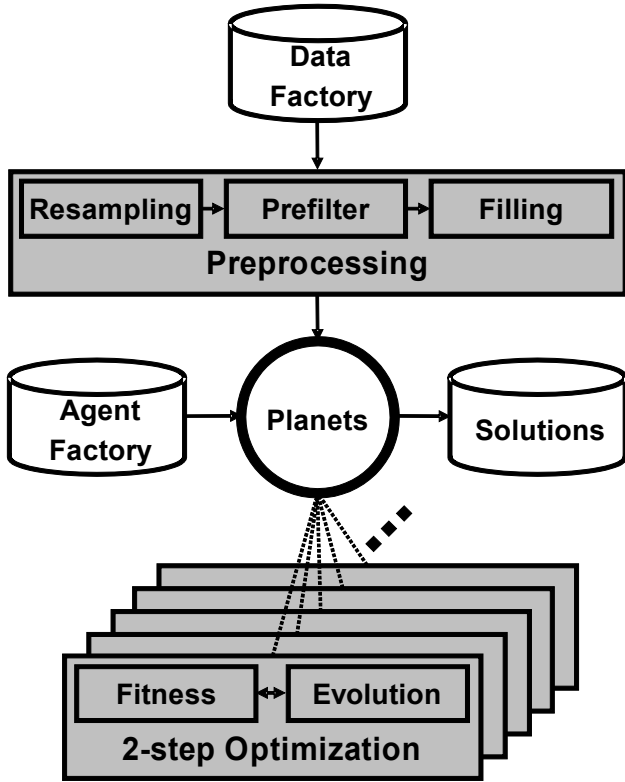 Data
Factory
Resampling Prefilter Filling
Preprocessing
Agent
Factory
Planets
Solutions
Fitness Evolution
2-step Optimization